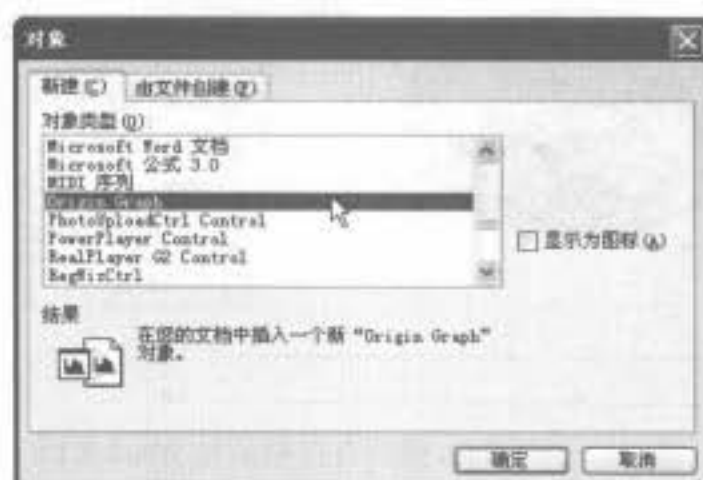 对象
新建(C) 由文件创建(F)
对象类型(O)
Microsoft Word 文档
Microsoft 公式 3.0
MIDI 序列
Origin Graph
PhotoUploadCtrl Control
PowerPlayer Control
RealPlayer G2 Control
RegWizCtrl
显示为图标(A)
结果
在您的文档中插入一个新“Origin Graph”
对象。
确定 取消